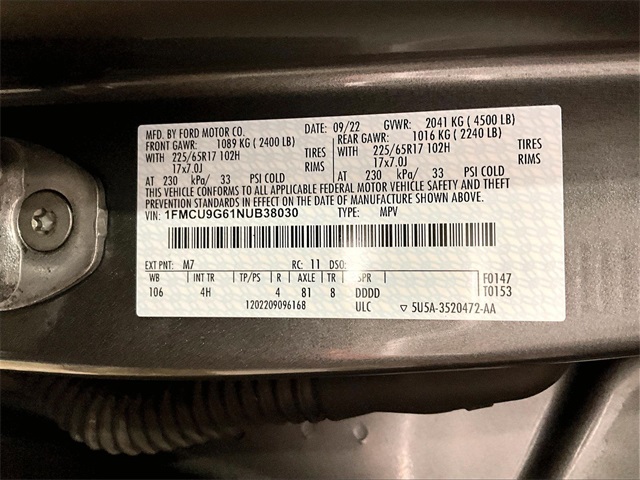 MFD. BY FORD MOTOR CO. DATE: 09/22 GVWR: 2041 KG ( 4500 LB)
FRONT GAWR: 1089 KG ( 2400 LB) REAR GAWR: 1016 KG ( 2240 LB)
WITH 225/65R17 102H TIRES WITH 225/65R17 102H TIRES
17x7.0J RIMS 17x7.0J RIMS
AT 230 kPa/ 33 PSI COLD AT 230 kPa/ 33 PSI COLD
THIS VEHICLE CONFORMS TO ALL APPLICABLE FEDERAL MOTOR VEHICLE SAFETY AND THEFT
PREVENTION STANDARDS IN EFFECT ON THE DATE OF MANUFACTURE SHOWN ABOVE.
VIN: 1FMCU9G61NUB38030 TYPE: MPV
EXT PNT: M7 RC: 11 DSO:
WB INT TR TP/PS R AXLE TR SPR F0147
106 4H 4 81 8 DDDD T0153
1202209096168 ULC ▽ 5U5A-3520472-AA